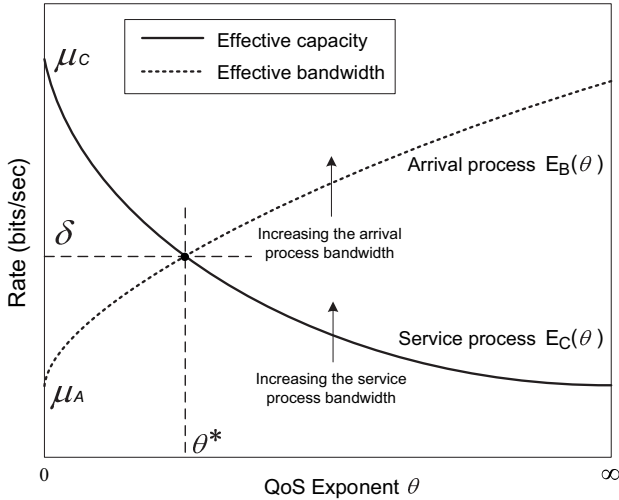 Effective capacity
Effective bandwidth
μC
Arrival process EB(θ)
Increasing the arrival
process bandwidth
δ
Rate (bits/sec)
Service process EC(θ)
Increasing the service
process bandwidth
μA
θ*
0
QoS Exponent θ
∞